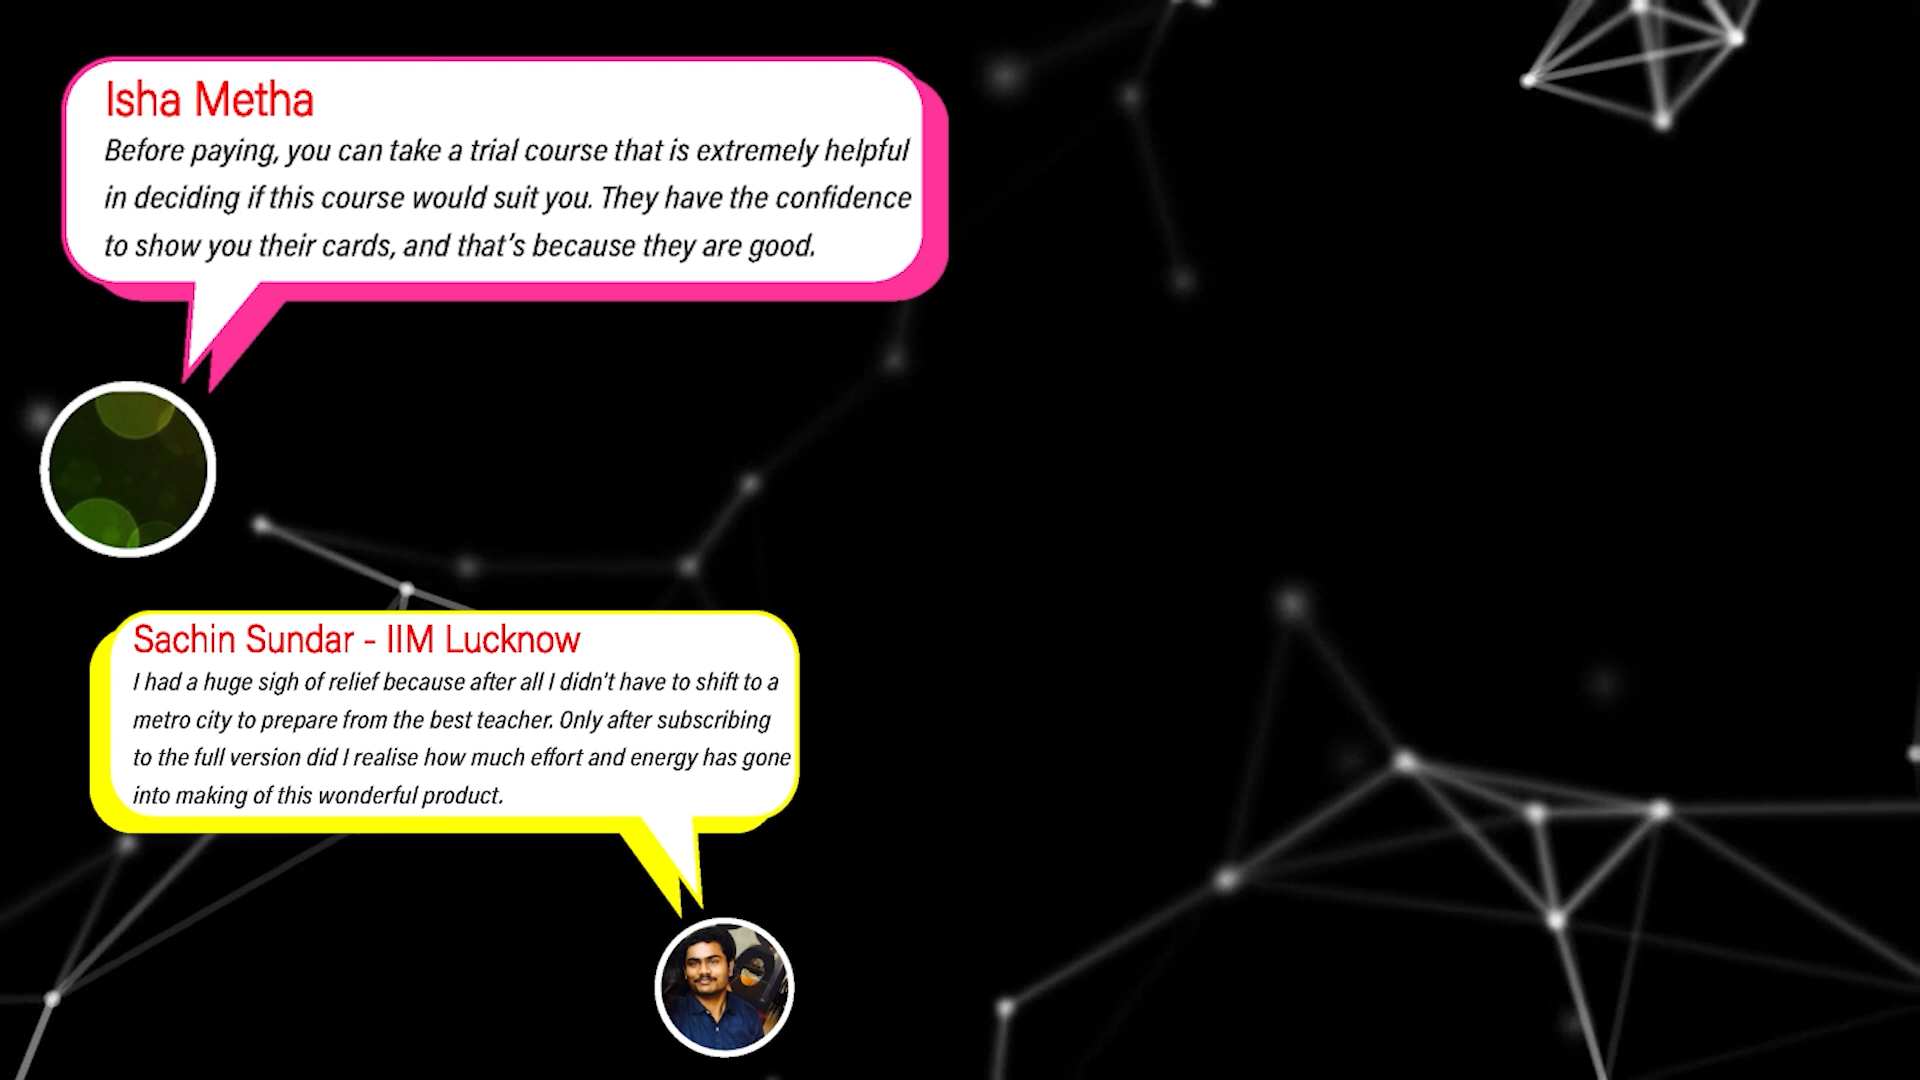 Isha Metha
Before paying, you can take a trial course that is extremely helpful
in deciding if this course would suit you. They have the confidence
to show you their cards, and that’s because they are good.
Sachin Sundar - IIM Lucknow
I had a huge sigh of relief because after all I didn't have to shift to a
metro city to prepare from the best teacher. Only after subscribing
to the full version did I realise how much effort and energy has gone
into making of this wonderful product.